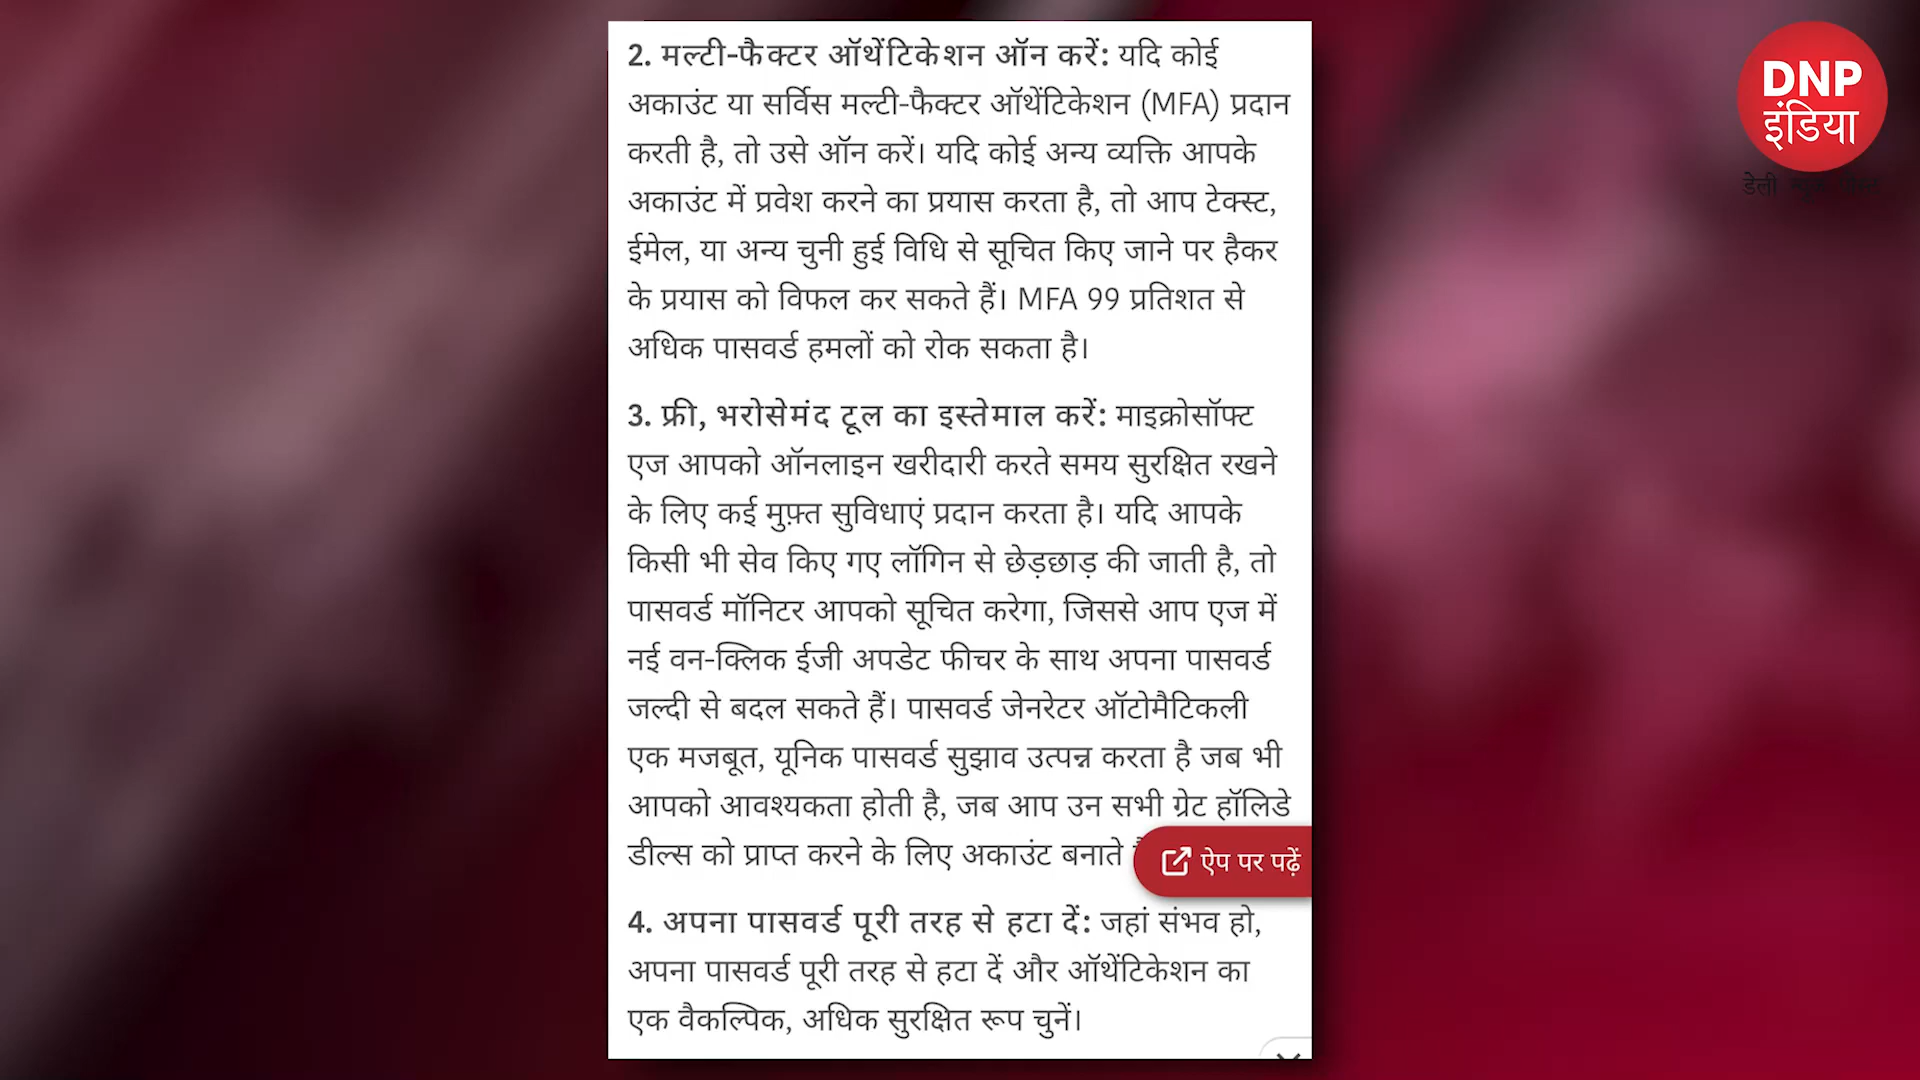 2. मल्टी-फैक्टर ऑथेंटिकेशन ऑन करें: यदि कोई
अकाउंट या सर्विस मल्टी-फैक्टर ऑथेंटिकेशन (MFA) प्रदान
करती है, तो उसे ऑन करें। यदि कोई अन्य व्यक्ति आपके
अकाउंट में प्रवेश करने का प्रयास करता है, तो आप टेक्स्ट,
ईमेल, या अन्य चुनी हुई विधि से सूचित किए जाने पर हैकर
के प्रयास को विफल कर सकते हैं। MFA 99 प्रतिशत से
अधिक पासवर्ड हमलों को रोक सकता है।
3. फ्री, भरोसेमंद टूल का इस्तेमाल करें: माइक्रोसॉफ्ट
एज आपको ऑनलाइन खरीदारी करते समय सुरक्षित रखने
के लिए कई मुफ़्त सुविधाएं प्रदान करता है। यदि आपके
किसी भी सेव किए गए लॉगिन से छेड़छाड़ की जाती है, तो
पासवर्ड मॉनिटर आपको सूचित करेगा, जिससे आप एज में
नई वन-क्लिक ईजी अपडेट फीचर के साथ अपना पासवर्ड
जल्दी से बदल सकते हैं। पासवर्ड जेनरेटर ऑटोमैटिकली
एक मजबूत, यूनिक पासवर्ड सुझाव उत्पन्न करता है जब भी
आपको आवश्यकता होती है, जब आप उन सभी ग्रेट हॉलिडे
डील्स को प्राप्त करने के लिए अकाउंट बनाते
ऐप पर पढ़ें
4. अपना पासवर्ड पूरी तरह से हटा दें: जहां संभव हो,
अपना पासवर्ड पूरी तरह से हटा दें और ऑथेंटिकेशन का
एक वैकल्पिक, अधिक सुरक्षित रूप चुनें।
DNP
इंडिया
डेली